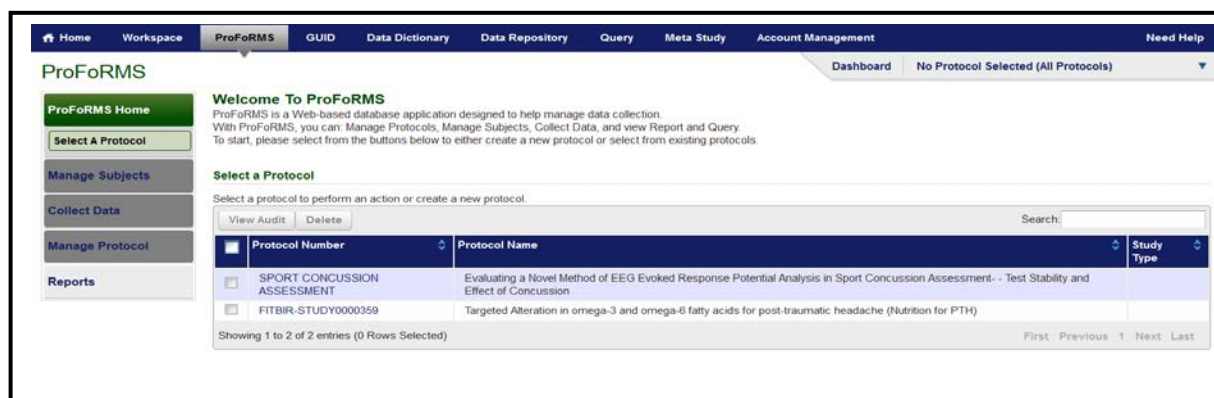 Home Workspace ProFoRMS GUID Data Dictionary Data Repository Query Meta Study Account Management Need Help
ProFoRMS
Dashboard No Protocol Selected (All Protocols)
ProFoRMS Home
Select A Protocol
Manage Subjects
Collect Data
Manage Protocol
Reports
Welcome To ProFoRMS
ProFoRMS is a Web-based database application designed to help manage data collection.
With ProFoRMS, you can: Manage Protocols, Manage Subjects, Collect Data, and view Report and Query.
To start, please select from the buttons below to either create a new protocol or select from existing protocols.
Select a Protocol
Select a protocol to perform an action or create a new protocol.
View Audit Delete Search:
Protocol Number Protocol Name Study
Type
SPORT CONCUSSION Evaluating a Novel Method of EEG Evoked Response Potential Analysis in Sport Concussion Assessment- - Test Stability and
ASSESSMENT Effect of Concussion
FITBIR-STUDY0000359 Targeted Alteration in omega-3 and omega-6 fatty acids for post-traumatic headache (Nutrition for PTH)
Showing 1 to 2 of 2 entries (0 Rows Selected) First Previous 1 Next Last